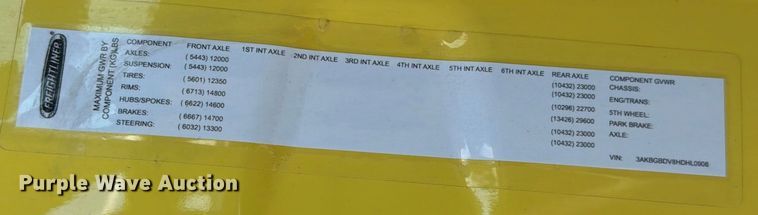 FREIGHTLINER
MAXIMUM GWR BY
COMPONENT (KG)/LBS
COMPONENT FRONT AXLE 1ST INT AXLE 2ND INT AXLE 3RD INT AXLE 4TH INT AXLE 5TH INT AXLE 6TH INT AXLE REAR AXLE COMPONENT GVWR
AXLES: (5443) 12000 (10432) 23000 CHASSIS:
SUSPENSION: (5443) 12000 (10432) 23000 ENG/TRANS:
TIRES: (5601) 12350 (10296) 22700 5TH WHEEL:
RIMS: (6713) 14800 (13426) 29600 PARK BRAKE:
HUBS/SPOKES: (6622) 14600 (10432) 23000 AXLE:
BRAKES: (6667) 14700 (10432) 23000
STEERING: (6032) 13300
VIN: 3AKBGBDV8HDHL0906
Purple Wave Auction